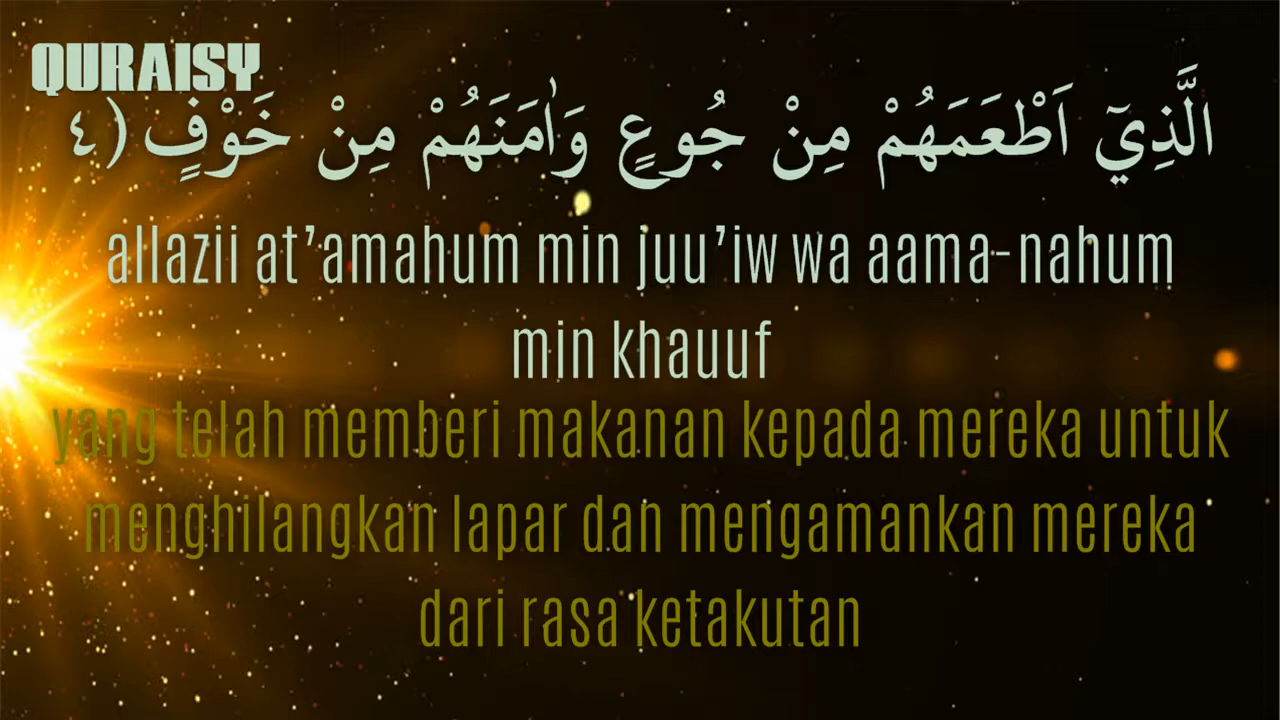 QURAISY
الَّذِيْٓ اَطْعَمَهُمْ مِنْ جُوعٍ وَاٰمَنَهُمْ مِنْ خَوْفٍ (٤
allazii at’amahum min juu’iw wa aama-nahum
min khauuf
yang telah memberi makanan kepada mereka untuk
menghilangkan lapar dan mengamankan mereka
dari rasa ketakutan